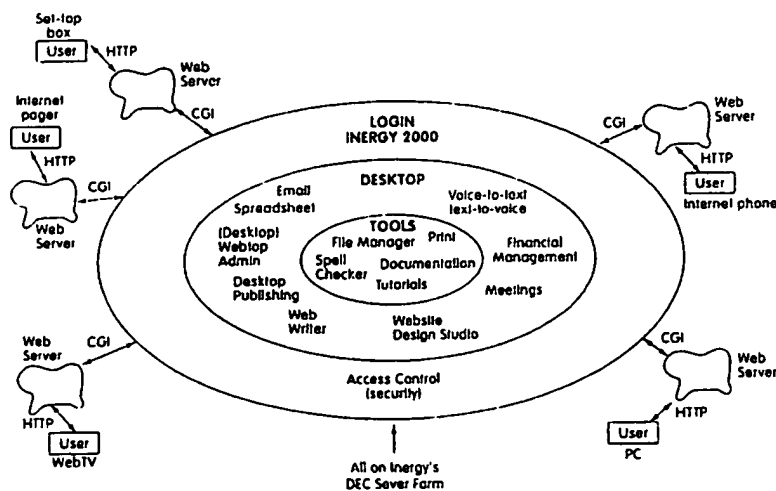 Set-top
box
User
HTTP
Web
Server
CGI
Internet
pager
User
HTTP
CGI
Web
Server
LOGIN
INERGY 2000
CGI
Web
Server
HTTP
User
Internet phone
DESKTOP
Email
Spreadsheet
Voice-to-text
text-to-voice
TOOLS
File Manager
Print
Spell
Checker
Documentation
Tutorials
(Desktop)
Webtop
Admin
Financial
Management
Desktop
Publishing
Meetings
Web
Writer
Website
Design Studio
Web
Server
CGI
HTTP
User
WebTV
Access Control
(security)
CGI
Web
Server
HTTP
User
PC
All on Inergy's
DEC Sever Farm